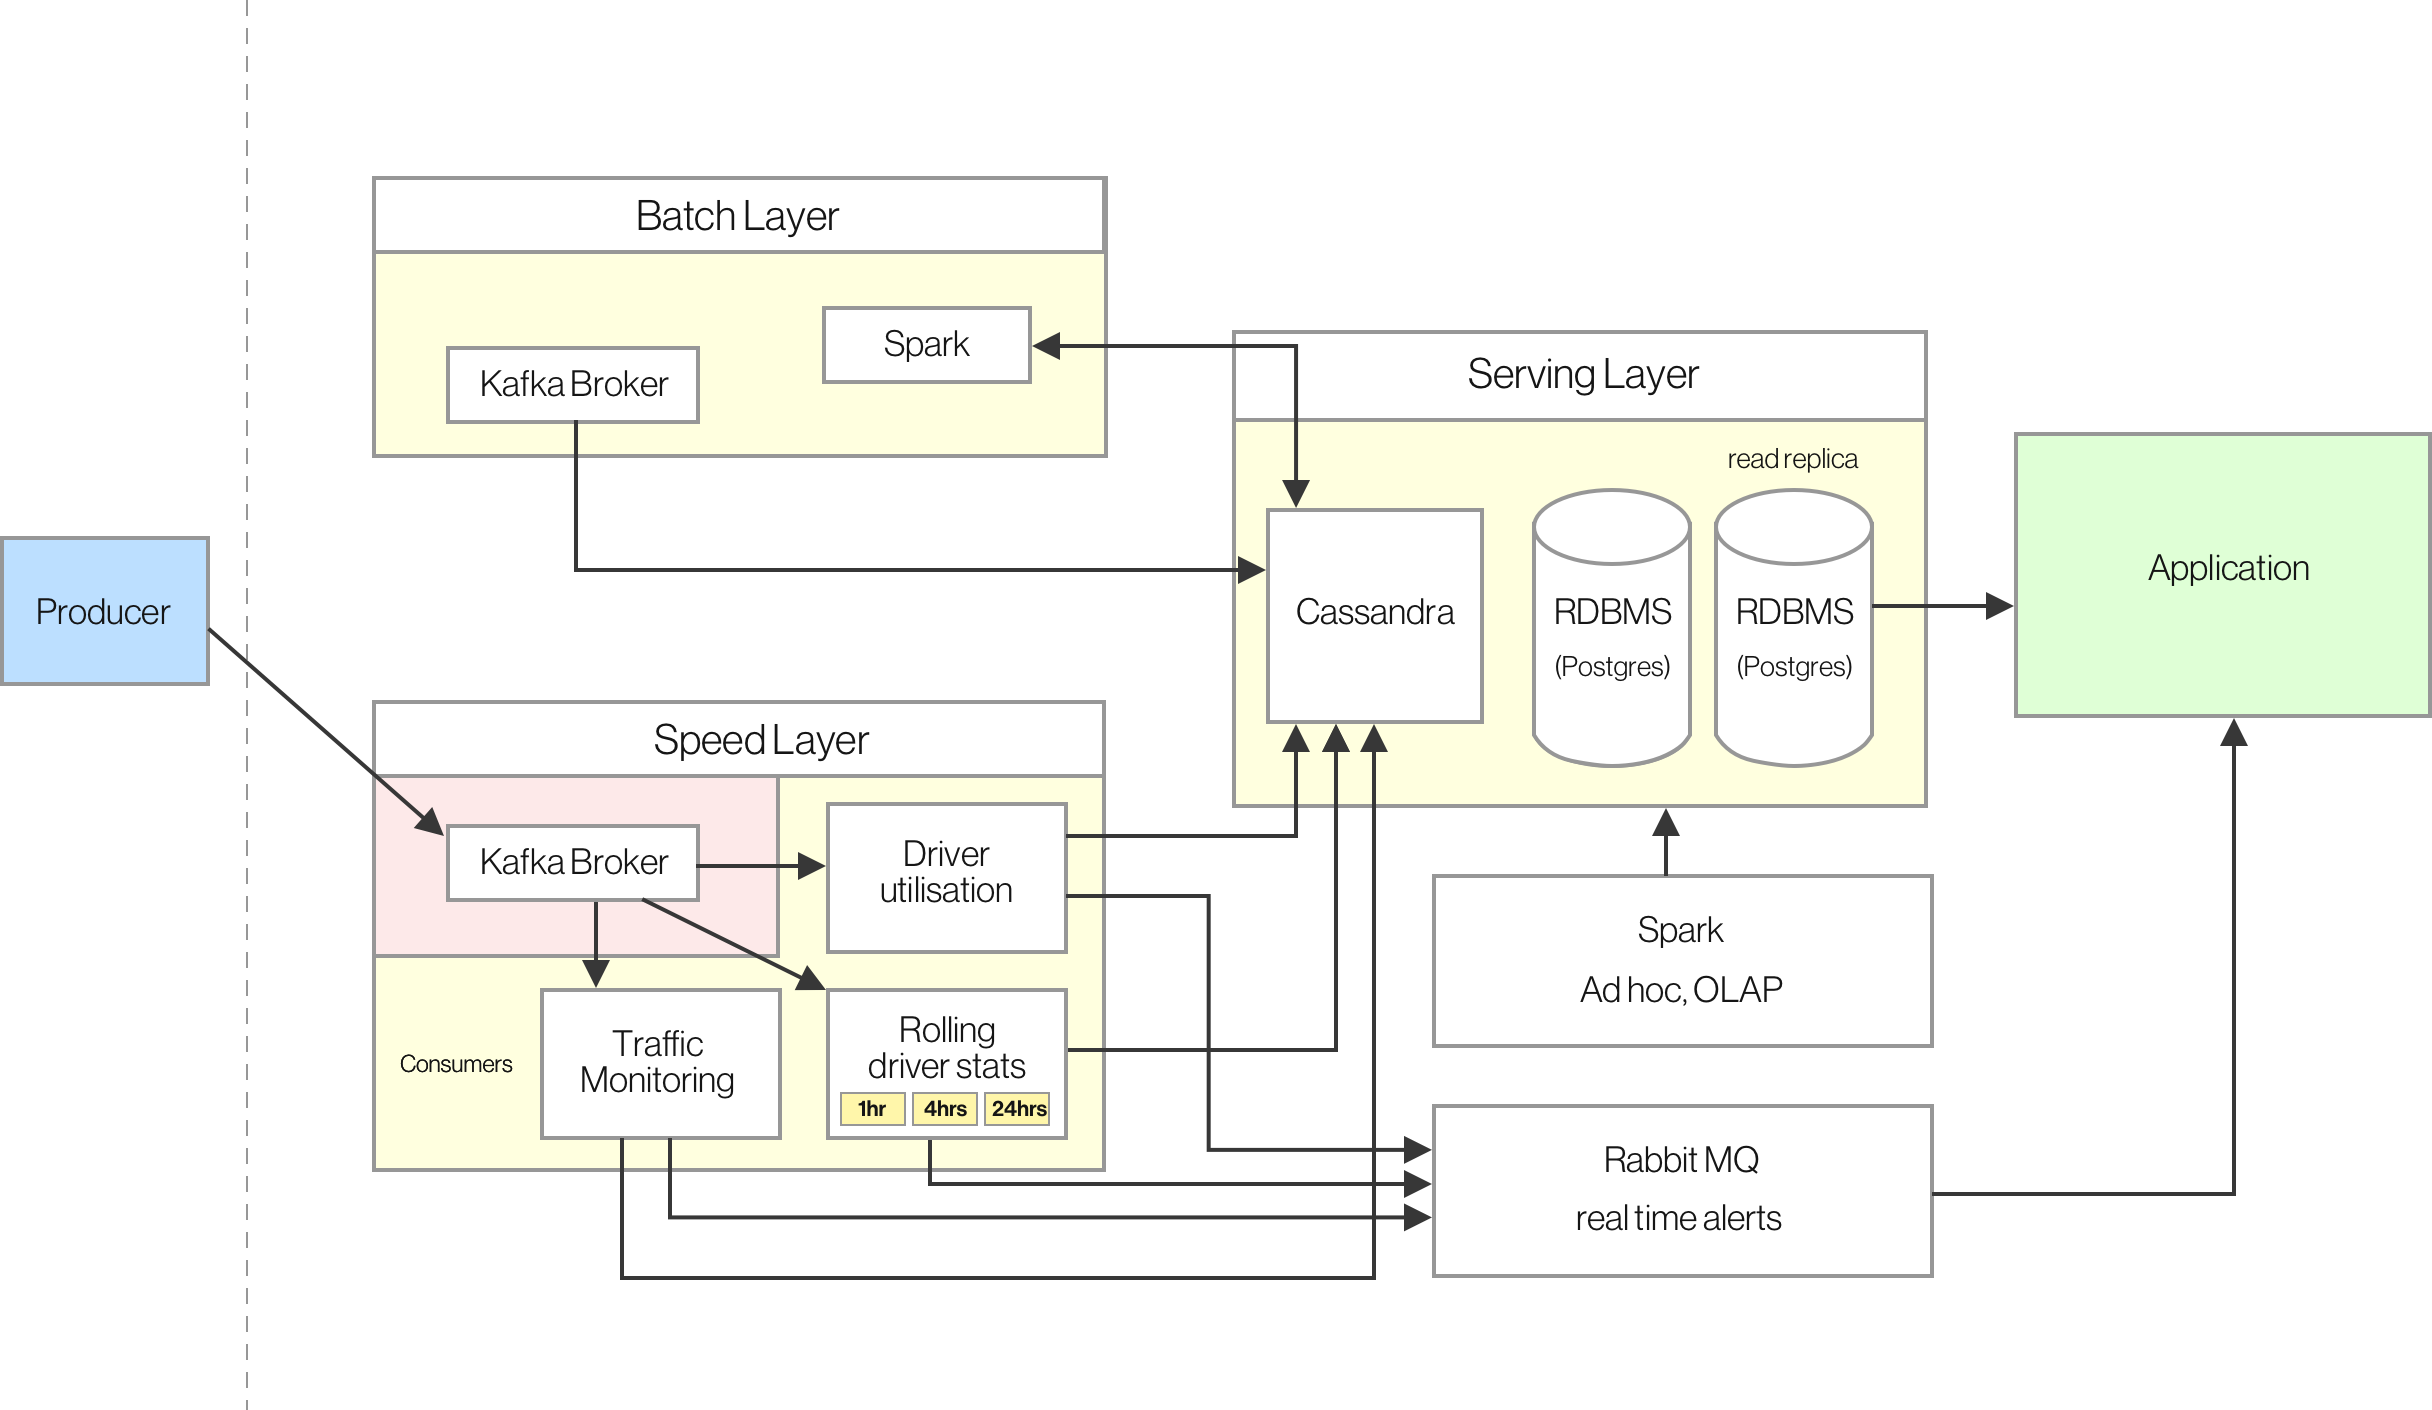 Batch Layer
Spark
Kafka Broker
Serving Layer
read replica
Cassandra
RDBMS
(Postgres)
RDBMS
(Postgres)
Application
Producer
Speed Layer
Kafka Broker
Driver
utilisation
Consumers
Traffic
Monitoring
Rolling
driver stats
1hr
4hrs
24hrs
Spark
Ad hoc, OLAP
Rabbit MQ
real time alerts